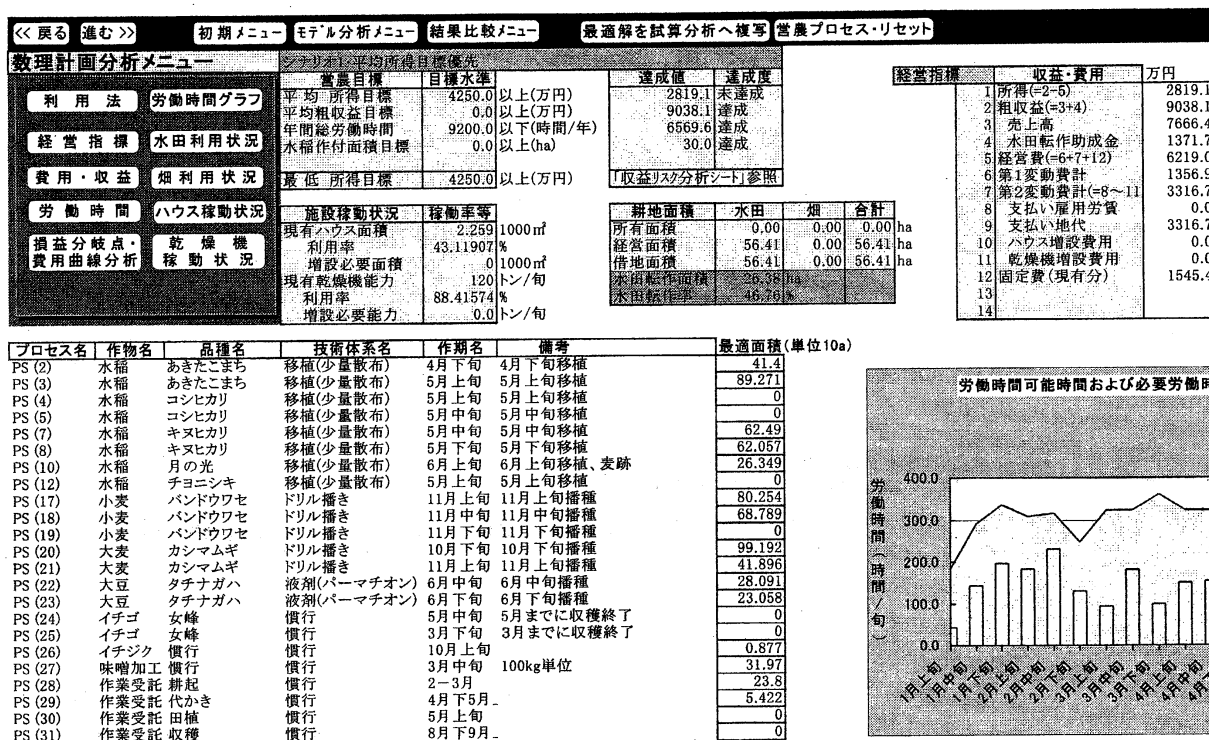 << 戻る 進む >> 初期メニュー モデル分析メニュー 結果比較メニュー 最適解を試算分析へ複写 営農プロセス・リセット
数理計画分析メニュー
利用法 労働時間グラフ
経営指標 水田利用状況
費用・収益 畑利用状況
労働時間 ハウス稼動状況
損益分岐点・費用曲線分析 乾燥機稼動状況
シナリオ1:平均所得目標優先
営農目標 目標水準 達成値 達成度
平均 所得目標 4250.0 以上(万円) 2819.1 未達成
平均粗収益目標 0.0 以上(万円) 9038.1 達成
年間総労働時間 9200.0 以下(時間/年) 6569.6 達成
水稲作付面積目標 0.0 以上(ha) 30.0 達成
最低 所得目標 4250.0 以上(万円) 「収益リスク分析シート」参照
施設稼動状況 稼働率等
現有ハウス面積 2.259 1000㎡
利用率 43.11907 %
増設必要面積 0 1000㎡
現有乾燥機能力 120 トン/旬
利用率 88.41574 %
増設必要能力 0.0 トン/旬
耕地面積 水田 畑 合計
所有面積 0.00 0.00 0.00 ha
経営面積 56.41 0.00 56.41 ha
借地面積 56.41 0.00 56.41 ha
水田転作面積 26.38 ha
水田転作率 46.76 %
経営指標 収益・費用 万円
1 所得(=2-5) 2819.1
2 粗収益(=3+4) 9038.1
3 売上高 7666.4
4 水田転作助成金 1371.7
5 経営費(=6+7+12) 6219.0
6 第1変動費計 1356.9
7 第2変動費計(=8~11 3316.7
8 支払い雇用労賃 0.0
9 支払い地代 3316.7
10 ハウス増設費用 0.0
11 乾燥機増設費用 0.0
12 固定費(現有分) 1545.4
13
14
プロセス名 作物名 品種名 技術体系名 作期名 備考 最適面積(単位10a)
PS (2) 水稲 あきたこまち 移植(少量散布) 4月下旬 4月下旬移植 41.4
PS (3) 水稲 あきたこまち 移植(少量散布) 5月上旬 5月上旬移植 89.271
PS (4) 水稲 コシヒカリ 移植(少量散布) 5月上旬 5月上旬移植 0
PS (5) 水稲 コシヒカリ 移植(少量散布) 5月中旬 5月中旬移植 0
PS (7) 水稲 キヌヒカリ 移植(少量散布) 5月中旬 5月中旬移植 62.49
PS (8) 水稲 キヌヒカリ 移植(少量散布) 5月下旬 5月下旬移植 62.057
PS (10) 水稲 月の光 移植(少量散布) 6月上旬 6月上旬移植、麦跡 26.349
PS (12) 水稲 チヨニシキ 移植(少量散布) 5月上旬 5月上旬移植 0
PS (17) 小麦 バンドウワセ ドリル播き 11月上旬 11月上旬播種 80.254
PS (18) 小麦 バンドウワセ ドリル播き 11月中旬 11月中旬播種 68.789
PS (19) 小麦 バンドウワセ ドリル播き 11月下旬 11月下旬播種 0
PS (20) 大麦 カシマムギ ドリル播き 10月下旬 10月下旬播種 99.192
PS (21) 大麦 カシマムギ ドリル播き 11月上旬 11月上旬播種 41.896
PS (22) 大豆 タチナガハ 液剤(パーマチオン) 6月中旬 6月中旬播種 28.091
PS (23) 大豆 タチナガハ 液剤(パーマチオン) 6月下旬 6月下旬播種 23.058
PS (24) イチゴ 女峰 慣行 5月中旬 5月までに収穫終了 0
PS (25) イチゴ 女峰 慣行 3月下旬 3月までに収穫終了 0
PS (26) イチジク 慣行 慣行 10月上旬 0.877
PS (27) 味噌加工 慣行 慣行 3月中旬 100kg単位 31.97
PS (28) 作業受託 耕起 慣行 2-3月 23.8
PS (29) 作業受託 代かき 慣行 4月下5月_ 5.422
PS (30) 作業受託 田植 慣行 5月上旬 0
PS (31) 作業受託 収穫 慣行 8月下9月_ 0
労働時間可能時間および必要労働時
労働時間(時間/旬)
400.0
300.0
200.0
100.0
0.0
1月上旬 1月中旬 1月下旬 2月上旬 2月中旬 2月下旬 3月上旬 3月中旬 3月下旬 4月上旬 4月中旬